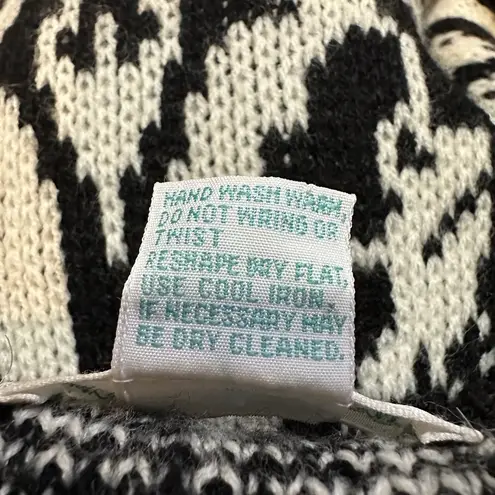 HAND WASH WARM,
DO NOT WRING OR
TWIST
RESHAPE DRY FLAT,
USE COOL IRON.
IF NECESSARY MAY
BE DRY CLEANED.